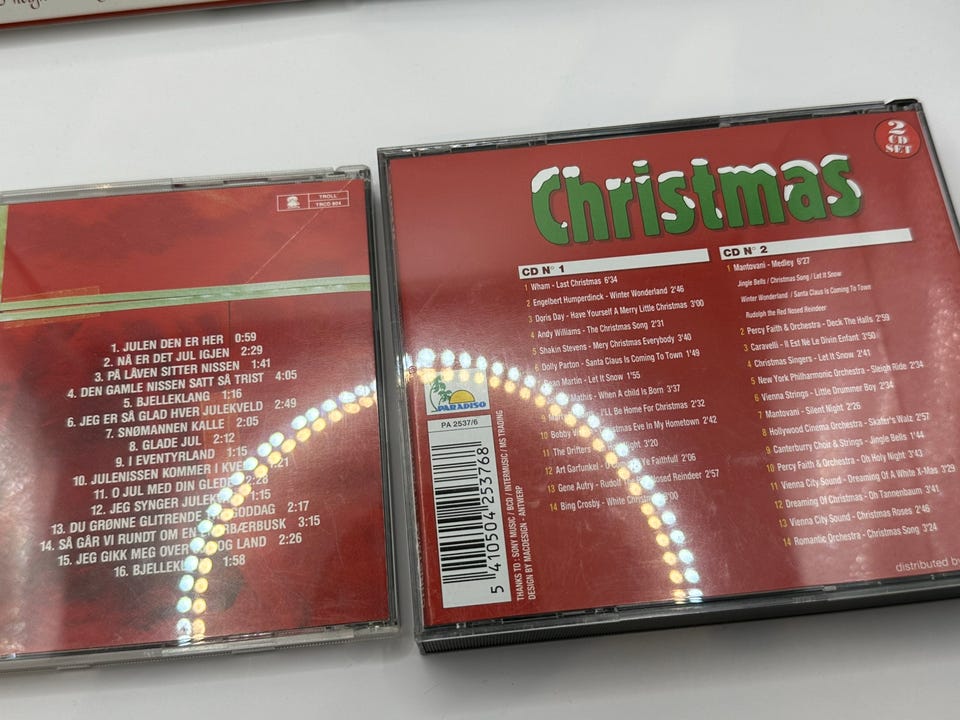 TROLL
TRCD 804
1. JULEN DEN ER HER 0:59
2. NÅ ER DET JUL IGJEN 2:29
3. PÅ LÅVEN SITTER NISSEN 1:41
4. DEN GAMLE NISSEN SATT SÅ TRIST 4:05
5. BJELLEKLANG 1:16
6. JEG ER SÅ GLAD HVER JULEKVELD 2:49
7. SNØMANNEN KALLE 2:05
8. GLADE JUL 2:12
9. I EVENTYRLAND 1:15
10. JULENISSEN KOMMER I
11. O JUL MED DIN GLEDE 2:28
12. JEG SYNGER 1:15
13. DU GRØNNE GLITRENDE GODDAG 2:17
14. SÅ GÅR VI RUNDT OM EN 3:15
15. JEG GIKK MEG OVER OG LAND 2:26
16. 1:58
Christmas
2 CD SET
CD N° 1
1 Wham - Last Christmas 6'34
2 Engelbert Humperdinck - Winter Wonderland 2'46
3 Doris Day - Have Yourself A Merry Little Christmas 3'00
4 Andy Williams - The Christmas Song 2'31
5 Shakin Stevens - Mery Christmas Everybody 3'40
6 Dolly Parton - Santa Claus Is Coming To Town 1'49
Dean Martin - Let It Snow 1'55
Mathis - When A Child Is Born 3'37
I'LL Be Home For Christmas 2'32
10 Bobby Christmas Eve In My Hometown 2'42
11 The Drifters 3'20
12 Art Garfunkel - Ye Faithfull 2'06
13 Gene Autry - Rudolf Nosed Reindeer 2'57
14 Bing Crosby - White
CD N° 2
1 Mantovani - Medley 6'27
Jingle Bells / Christmas Song / Let It Snow
Winter Wonderland / Santa Claus Is Coming To Town
Rudolph the Red Nosed Reindeer
2 Percy Faith & Orchestra - Deck The Halls 2'59
3 Caravelli - Il Est Né Le Divin Enfant 3'50
4 Christmas Singers - Let It Snow 2'41
5 New York Philharmonic Orchestra - Sleigh Ride 2'34
6 Vienna Strings - Little Drummer Boy 2'34
7 Mantovani - Silent Night 2'26
8 Hollywood Cinema Orchestra - Skafer's Walz 2'57
9 Canterbury Choir & Strings - Jingle Bells 1'44
10 Percy Faith & Orchestra - Oh Holy Night 3'43
11 Vienna City Sound - Dreaming Of A White X-Mas 3'29
12 Dreaming Of Christmas - Oh Tannenbaum 3'41
13 Vienna City Sound - Christmas Roses 2'46
14 Romantic Orchestra - Christmas Song 3'24
PARADISO
PA 2537/6
5 410504 253768
THANKS TO : SONY MUSIC / BCD / INTERMUSIC / MS TRADING
DESIGN BY MACDESIGN - ANTWERP
distributed by